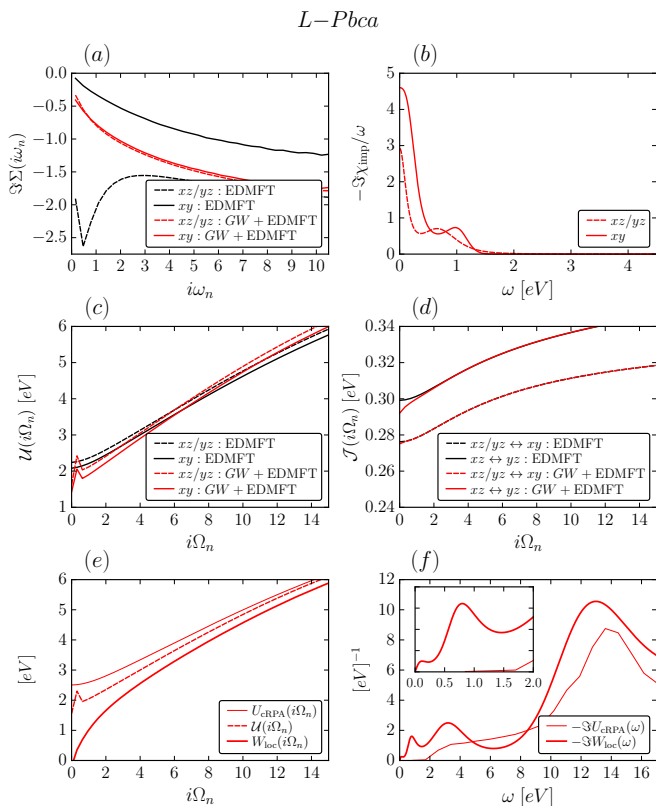 L−Pbca
(a)
(b)
ℑΣ(iω_n)
0.0
−0.5
−1.0
−1.5
−2.0
−2.5
0 1 2 3 4 5 6 7 8 9 10
iω_n
xz/yz : EDMFT
xy : EDMFT
xz/yz : GW + EDMFT
xy : GW + EDMFT
−ℑχ_imp/ω
5
4
3
2
1
0
0 1 2 3 4
ω [eV]
xz/yz
xy
(c)
(d)
𝒰(iΩ_n) [eV]
6
5
4
3
2
1
0 2 4 6 8 10 12 14
iΩ_n
xz/yz : EDMFT
xy : EDMFT
xz/yz : GW + EDMFT
xy : GW + EDMFT
𝒥(iΩ_n) [eV]
0.34
0.32
0.30
0.28
0.26
0.24
0 2 4 6 8 10 12 14
iΩ_n
xz/yz ↔ xy : EDMFT
xz ↔ yz : EDMFT
xz/yz ↔ xy : GW + EDMFT
xz ↔ yz : GW + EDMFT
(e)
(f)
[eV]
6
5
4
3
2
1
0
0 2 4 6 8 10 12 14
iΩ_n
U_cRPA(iΩ_n)
𝒰(iΩ_n)
W_loc(iΩ_n)
[eV]^−1
12
10
8
6
4
2
0
0 2 4 6 8 10 12 14 16
ω [eV]
0.0 0.5 1.0 1.5 2.0
−ℑU_cRPA(ω)
−ℑW_loc(ω)